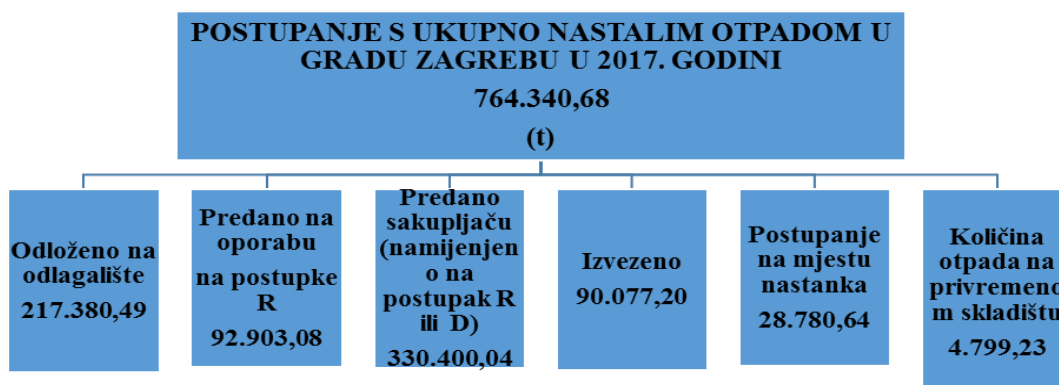 POSTUPANJE S UKUPNO NASTALIM OTPADOM U
GRADU ZAGREBU U 2017. GODINI
764.340,68
(t)
Odloženo na
odlagalište
217.380,49
Predano na
oporabu
na postupke
R
92.903,08
Predano
sakupljaču
(namijenjen
o na
postupak R
ili D)
330.400,04
Izvezeno
90.077,20
Postupanje
na mjestu
nastanka
28.780,64
Količina
otpada na
privremeno
m skladištu
4.799,23